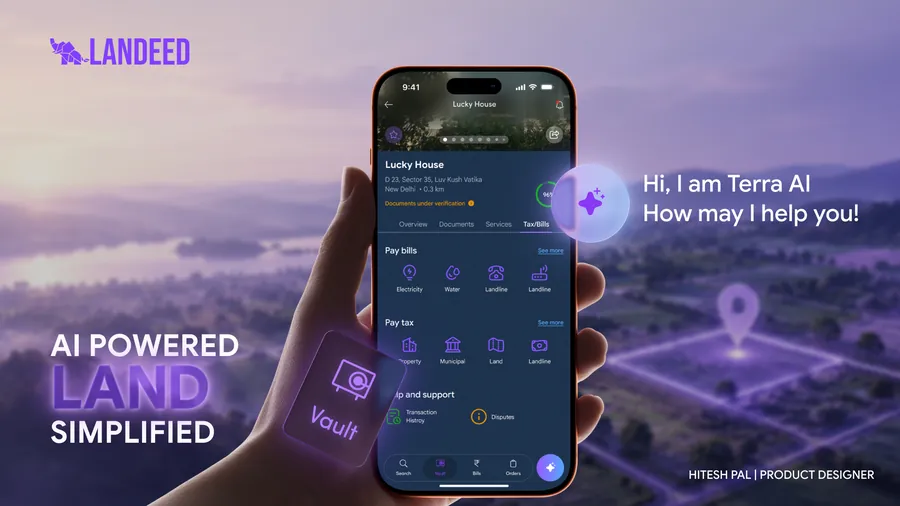 LANDEED
9:41
Lucky House
Lucky House
D 23, Sector 35, Luv Kush Vatika
New Delhi • 0.3 km
Documents under verification
96%
Overview Documents Services Tax/Bills
Pay bills See more
Electricity Water Landline Landline
Pay tax See more
Property Municipal Land Landline
lp and support
Transaction
Histroy
Disputes
Search Vault Bills Orders
Vault
Hi, I am Terra AI
How may I help you!
AI POWERED
LAND
SIMPLIFIED
HITESH PAL | PRODUCT DESIGNER